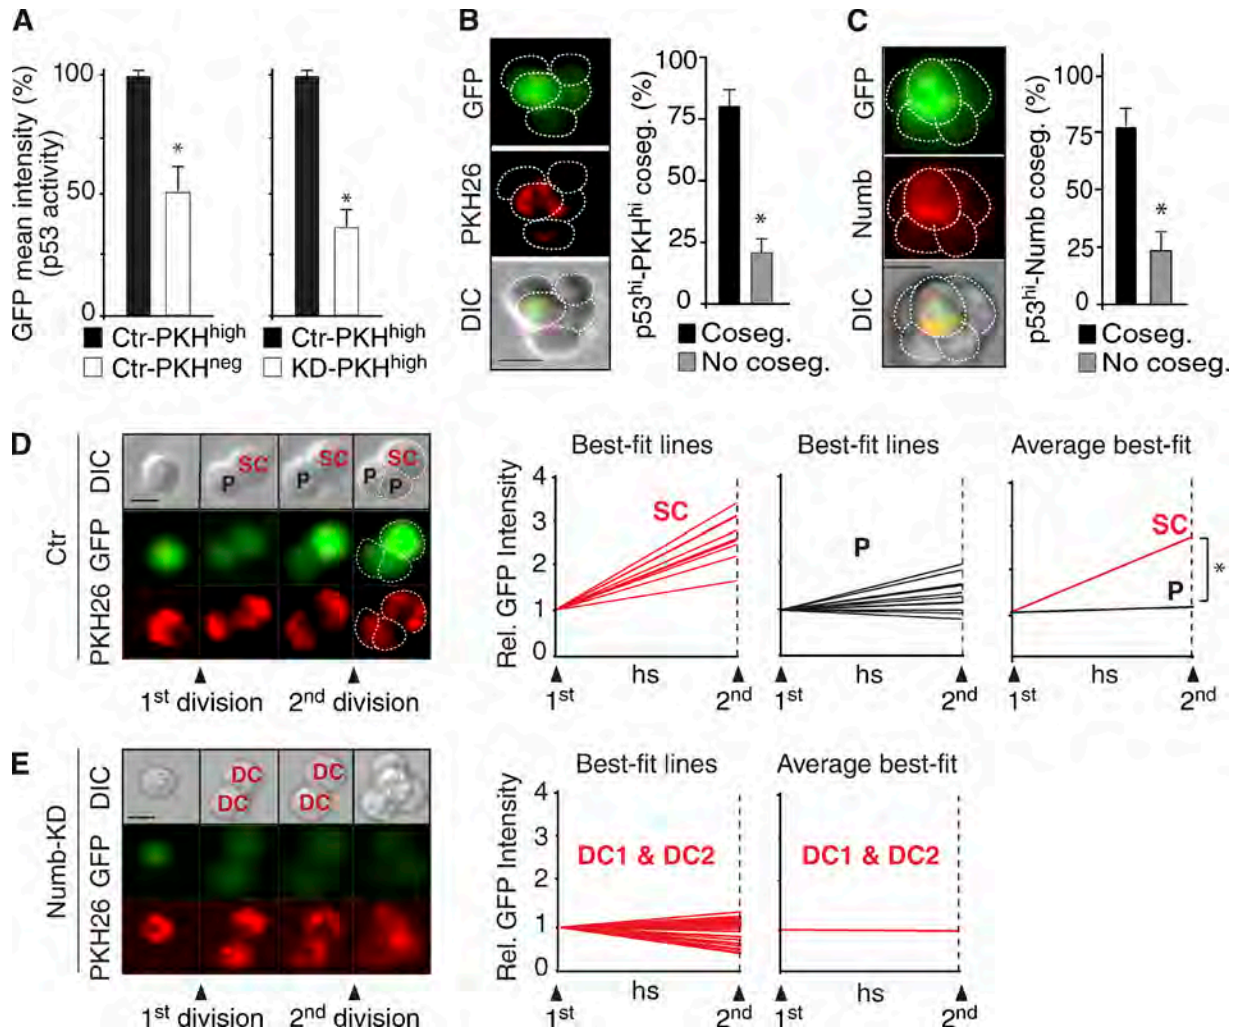 A
GFP mean intensity (%)
(p53 activity)
100
50
0
*
*
Ctr-PKHhigh
Ctr-PKHneg
Ctr-PKHhigh
KD-PKHhigh
B
GFP
PKH26
DIC
p53hi-PKHhi coseg. (%)
100
75
50
25
0
*
Coseg.
No coseg.
C
GFP
Numb
DIC
p53hi-Numb coseg. (%)
100
75
50
25
0
*
Coseg.
No coseg.
D
Ctr
DIC
GFP
PKH26
SC
P
SC
P
SC
P
P
1st division
2nd division
Best-fit lines
Rel. GFP Intensity
4
3
2
1
0
SC
hs
1st
2nd
Best-fit lines
P
hs
1st
2nd
Average best-fit
SC
P
*
hs
1st
2nd
E
Numb-KD
DIC
GFP
PKH26
DC
DC
DC
DC
1st division
2nd division
Best-fit lines
Rel. GFP Intensity
4
3
2
1
0
DC1 & DC2
hs
1st
2nd
Average best-fit
DC1 & DC2
hs
1st
2nd